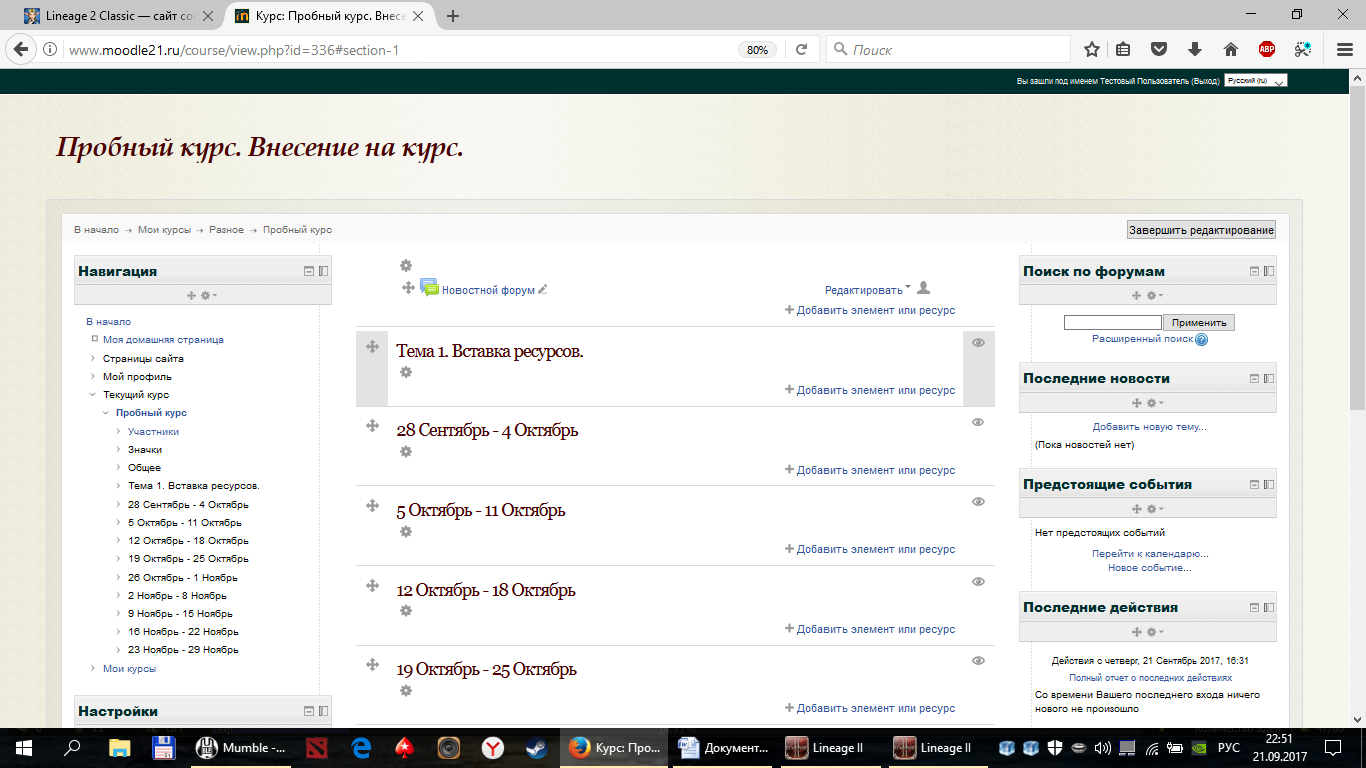 Lineage 2 Classic — сайт со
Курс: Пробный курс. Внесе
www.moodle21.ru/course/view.php?id=336#section-1
80%
Поиск
ABP
Вы зашли под именем Тестовый Пользователь (Выход)
Русский (ru)
Пробный курс. Внесение на курс.
В начало → Мои курсы → Разное → Пробный курс
Завершить редактирование
Навигация
В начало
Моя домашняя страница
Страницы сайта
Мой профиль
Текущий курс
Пробный курс
Участники
Значки
Общее
Тема 1. Вставка ресурсов.
28 Сентябрь - 4 Октябрь
5 Октябрь - 11 Октябрь
12 Октябрь - 18 Октябрь
19 Октябрь - 25 Октябрь
26 Октябрь - 1 Ноябрь
2 Ноябрь - 8 Ноябрь
9 Ноябрь - 15 Ноябрь
16 Ноябрь - 22 Ноябрь
23 Ноябрь - 29 Ноябрь
Мои курсы
Настройки
Новостной форум
Редактировать
Добавить элемент или ресурс
Тема 1. Вставка ресурсов.
Добавить элемент или ресурс
28 Сентябрь - 4 Октябрь
Добавить элемент или ресурс
5 Октябрь - 11 Октябрь
Добавить элемент или ресурс
12 Октябрь - 18 Октябрь
Добавить элемент или ресурс
19 Октябрь - 25 Октябрь
Добавить элемент или ресурс
Поиск по форумам
Применить
Расширенный поиск
Последние новости
Добавить новую тему...
(Пока новостей нет)
Предстоящие события
Нет предстоящих событий
Перейти к календарю...
Новое событие...
Последние действия
Действия с четверг, 21 Сентябрь 2017, 16:31
Полный отчет о последних действиях
Со времени Вашего последнего входа ничего
нового не произошло
Mumble -...
Курс: Про...
Документ...
Lineage II
Lineage II
РУС
22:51
21.09.2017